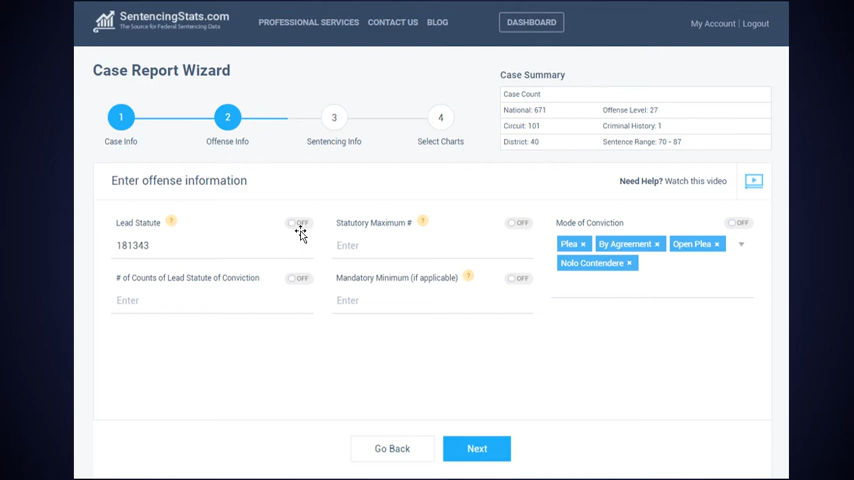 SentencingStats.com
The Source for Federal Sentencing Data
PROFESSIONAL SERVICES CONTACT US BLOG DASHBOARD My Account | Logout
Case Report Wizard
Case Summary
Case Count
National: 671 Offense Level: 27
Circuit: 101 Criminal History: 1
District: 40 Sentence Range: 70 - 87
1 2 3 4
Case Info Offense Info Sentencing Info Select Charts
Enter offense information
Need Help? Watch this video
Lead Statute ? OFF Statutory Maximum # ? OFF Mode of Conviction OFF
181343 Enter Plea × By Agreement × Open Plea ×
Nolo Contendere ×
# of Counts of Lead Statute of Conviction OFF Mandatory Minimum (if applicable) ? OFF
Enter Enter
Go Back Next